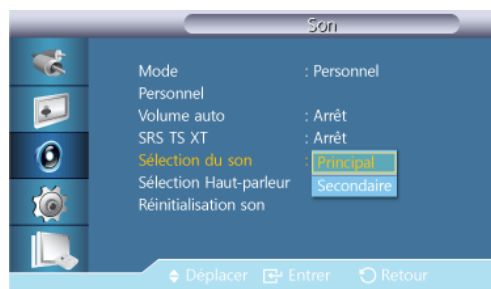 Son
Mode : Personnel
Personnel
Volume auto : Arrêt
SRS TS XT : Arrêt
Sélection du son : Principal
Sélection Haut-parleur Secondaire
Réinitialisation son
Déplacer Entrer Retour